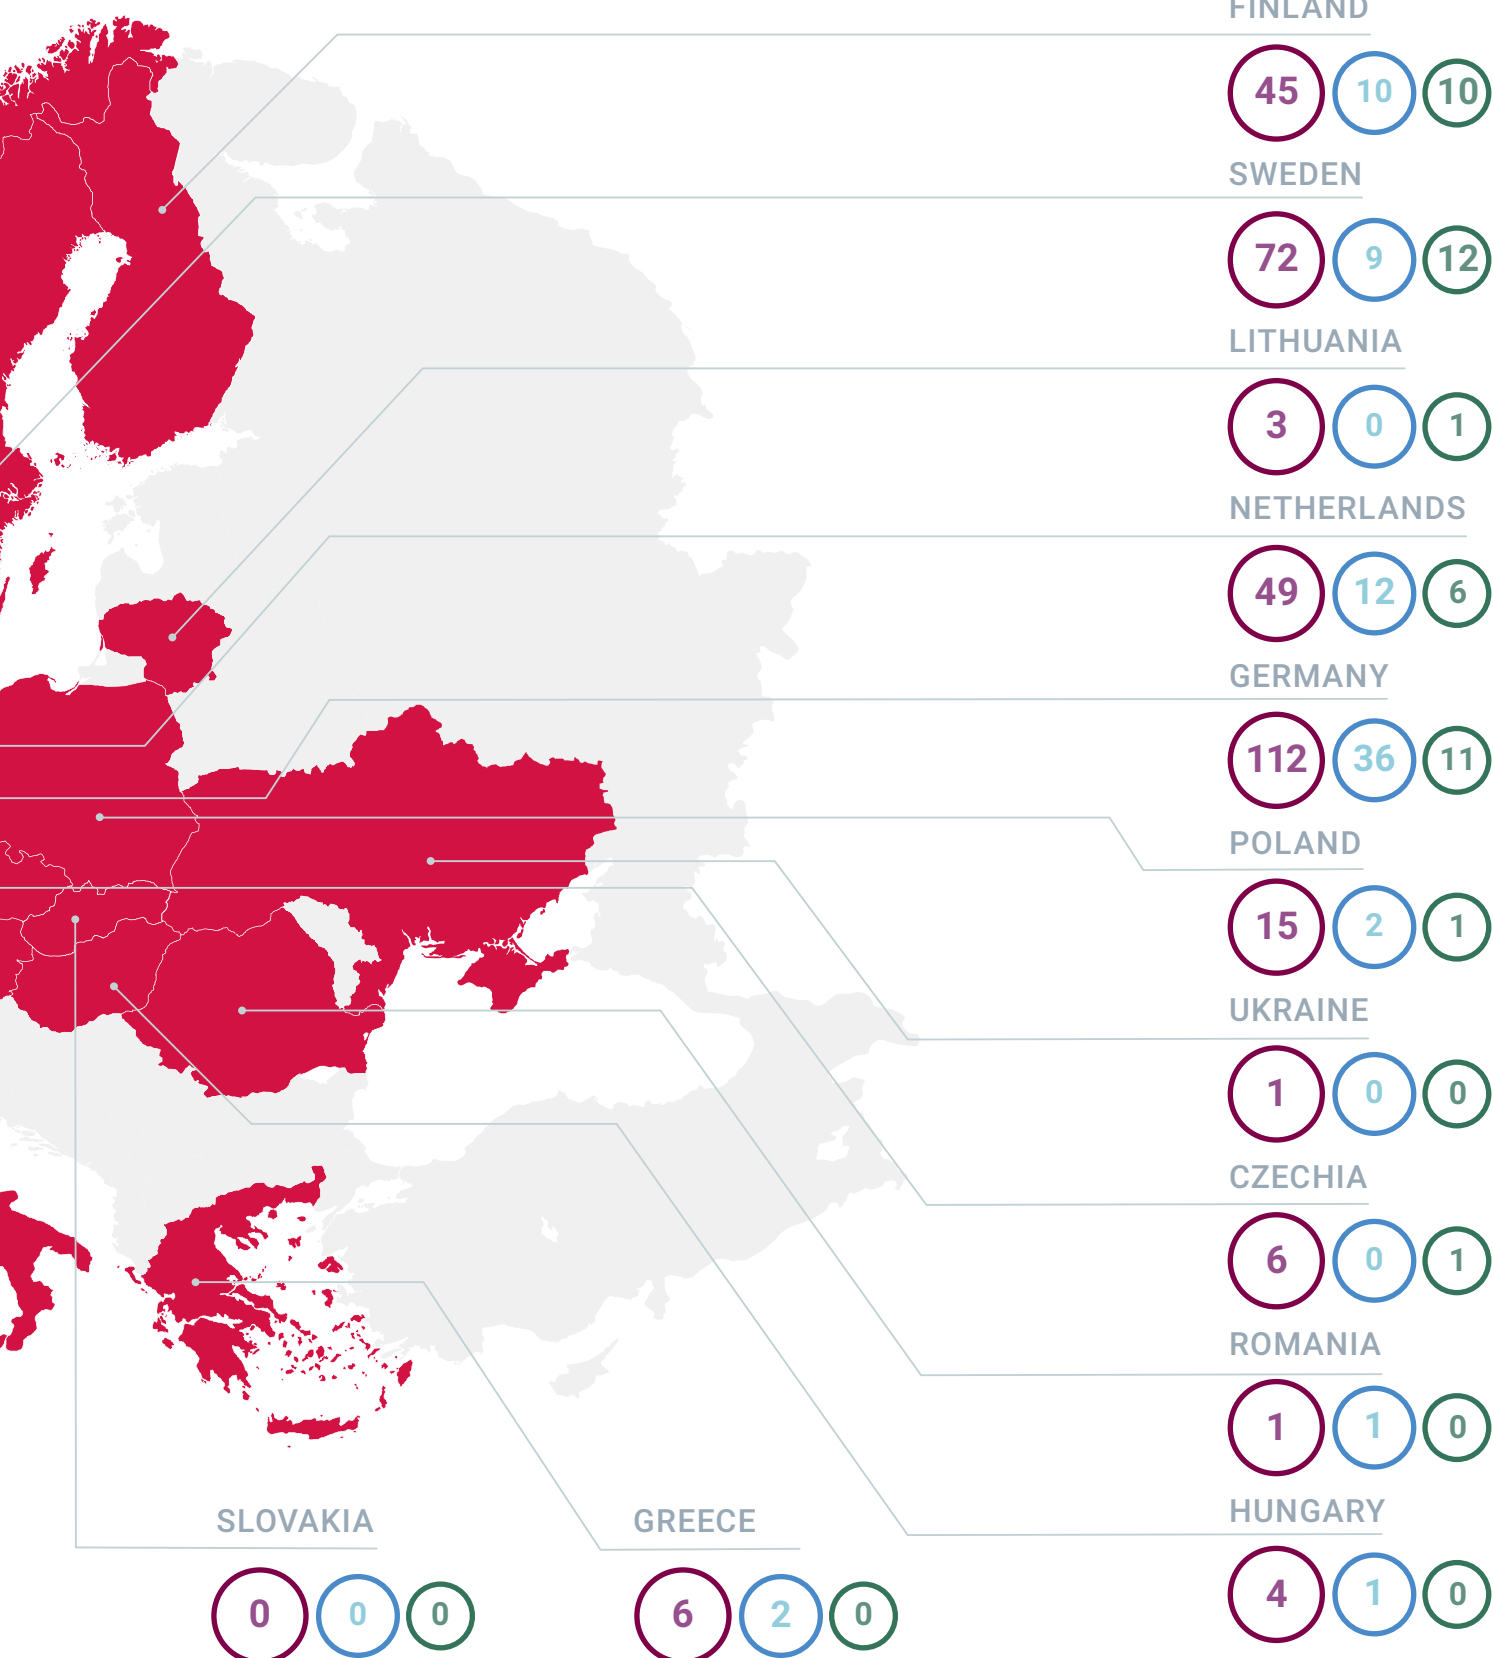 FINLAND
45 10 10
SWEDEN
72 9 12
LITHUANIA
3 0 1
NETHERLANDS
49 12 6
GERMANY
112 36 11
POLAND
15 2 1
UKRAINE
1 0 0
CZECHIA
6 0 1
ROMANIA
1 1 0
HUNGARY
4 1 0
SLOVAKIA
0 0 0
GREECE
6 2 0